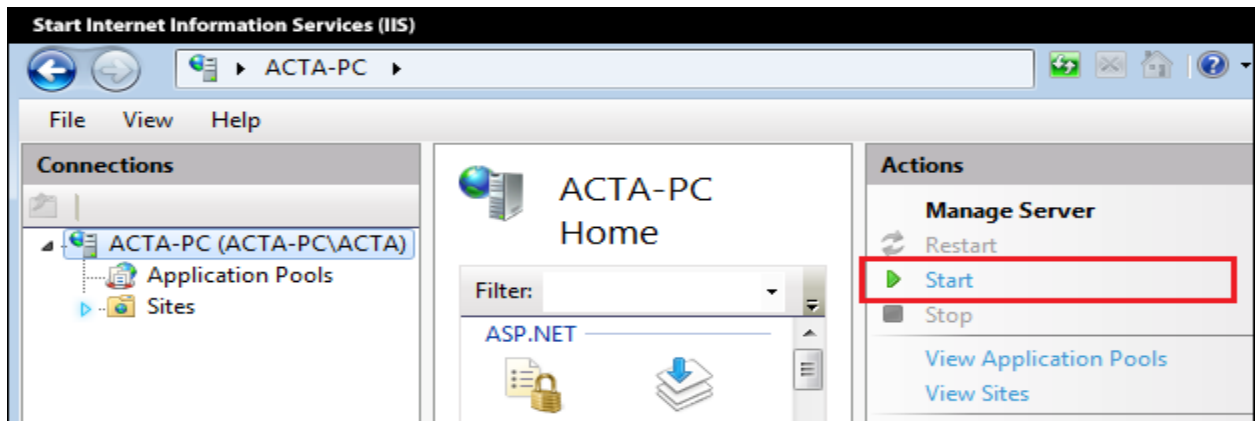 Start Internet Information Services (IIS)
ACTA-PC
File View Help
Connections
ACTA-PC (ACTA-PC\ACTA)
Application Pools
Sites
ACTA-PC
Home
Filter:
ASP.NET
Actions
Manage Server
Restart
Start
Stop
View Application Pools
View Sites